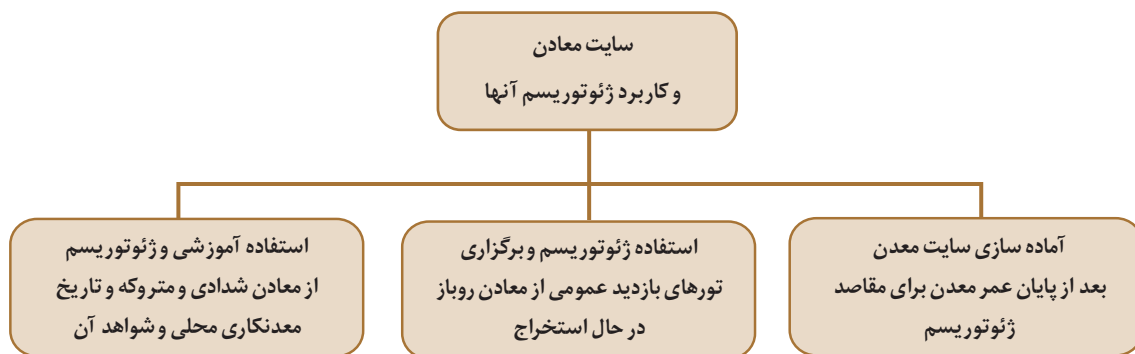 سایت معادن
و کاربرد ژئوتوریسم آنها
آماده سازی سایت معدن
بعد از پایان عمر معدن برای مقاصد
ژئوتوریسم
استفاده ژئوتوریسم و برگزاری
تورهای بازدید عمومی از معادن روباز
در حال استخراج
استفاده آموزشی و ژئوتوریسم
از معادن شدادی و متروکه و تاریخ
معدنکاری محلی و شواهد آن